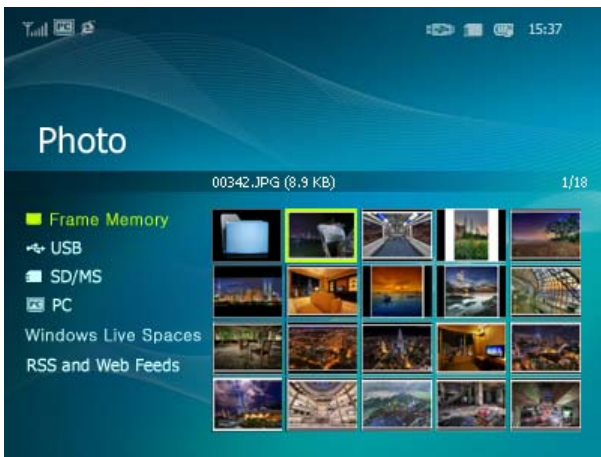 PC 15:37
Photo
00342.JPG (8.9 KB) 1/18
Frame Memory
USB
SD/MS
PC
Windows Live Spaces
RSS and Web Feeds